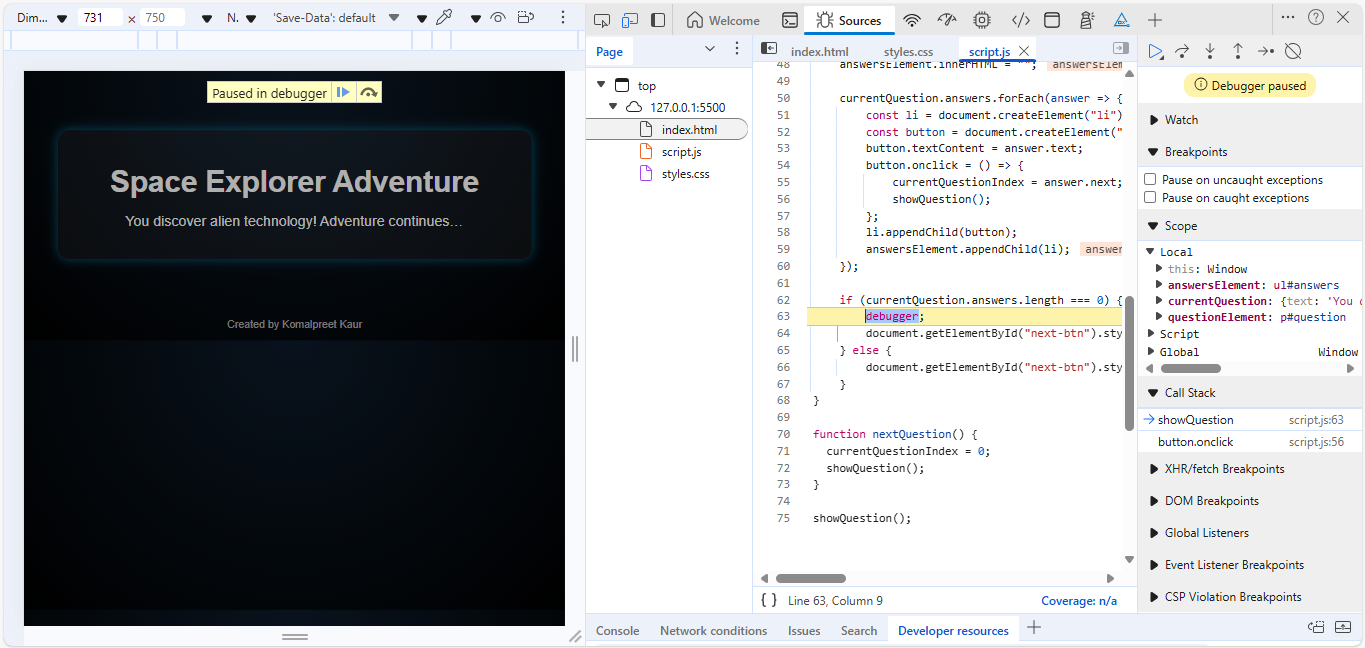 Dim...
731
×
750
N.
'Save-Data': default
Welcome
Sources
Paused in debugger
Space Explorer Adventure
You discover alien technology! Adventure continues…
Created by Komalpreet Kaur
Page
top
127.0.0.1:5500
index.html
script.js
styles.css
index.html
styles.css
script.js
48 answersElement.innerHTML = ""; answersElem
49
50 currentQuestion.answers.forEach(answer => {
51 const li = document.createElement("li")
52 const button = document.createElement("
53 button.textContent = answer.text;
54 button.onclick = () => {
55 currentQuestionIndex = answer.next;
56 showQuestion();
57 };
58 li.appendChild(button);
59 answersElement.appendChild(li); answer
60 });
61
62 if (currentQuestion.answers.length === 0) {
63 debugger;
64 document.getElementById("next-btn").sty
65 } else {
66 document.getElementById("next-btn").sty
67 }
68 }
69
70 function nextQuestion() {
71 currentQuestionIndex = 0;
72 showQuestion();
73 }
74
75 showQuestion();
{ } Line 63, Column 9
Coverage: n/a
Debugger paused
Watch
Breakpoints
Pause on uncaught exceptions
Pause on caught exceptions
Scope
Local
this: Window
answersElement: ul#answers
currentQuestion: {text: 'You d
questionElement: p#question
Script
Global Window
Call Stack
showQuestion script.js:63
button.onclick script.js:56
XHR/fetch Breakpoints
DOM Breakpoints
Global Listeners
Event Listener Breakpoints
CSP Violation Breakpoints
Console
Network conditions
Issues
Search
Developer resources